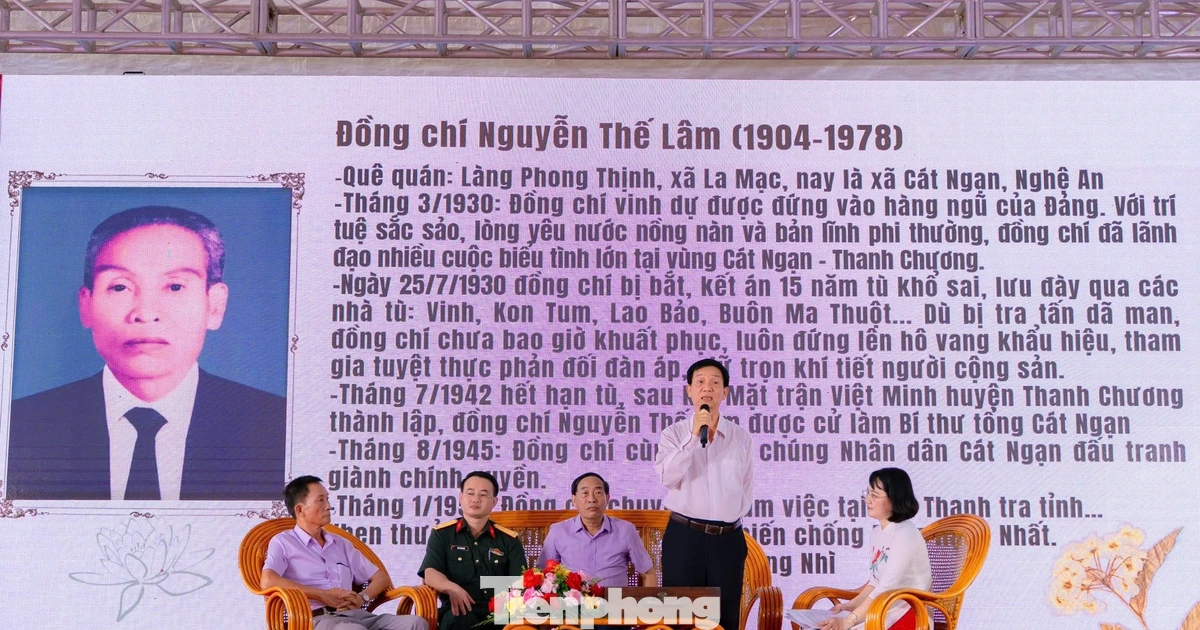 Đồng chí Nguyễn Thế Lâm (1904-1978)
-Quê quán: Làng Phong Thịnh, xã La Mạc, nay là xã Cát Ngạn, Nghệ An
-Tháng 3/1930: Đồng chí vinh dự được đứng vào hàng ngũ của Đảng. Với trí
tuệ sắc sảo, lòng yêu nước nồng nàn và bản lĩnh phi thường, đồng chí đã lãnh
đạo nhiều cuộc biểu tình lớn tại vùng Cát Ngạn - Thanh Chương.
-Ngày 25/7/1930 đồng chí bị bắt, kết án 15 năm tù khổ sai, lưu đày qua các
nhà tù: Vinh, Kon Tum, Lao Bảo, Buôn Ma Thuột... Dù bị tra tấn dã man,
đồng chí chưa bao giờ khuất phục, luôn đứng lên hô vang khẩu hiệu, tham
gia tuyệt thực phản đối đàn áp, trọn khí tiết người cộng sản.
-Tháng 7/1942 hết hạn tù, sau Mặt trận Việt Minh huyện Thanh Chương
thành lập, đồng chí Nguyễn Thế được cử làm Bí thư tổng Cát Ngạn
-Tháng 8/1945: Đồng chí chúng Nhân dân Cát Ngạn đấu tranh
giành chính quyền.
-Tháng việc tại Thanh tra tỉnh...
chống Nhất.
Nhì
Tienphong